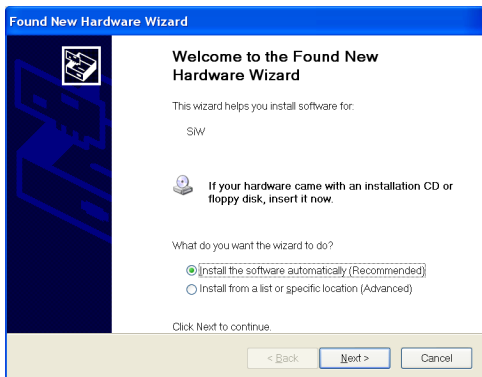 Found New Hardware Wizard
Welcome to the Found New
Hardware Wizard
This wizard helps you install software for:
SiW
If your hardware came with an installation CD or
floppy disk, insert it now.
What do you want the wizard to do?
Install the software automatically (Recommended)
Install from a list or specific location (Advanced)
Click Next to continue.
< Back Next > Cancel